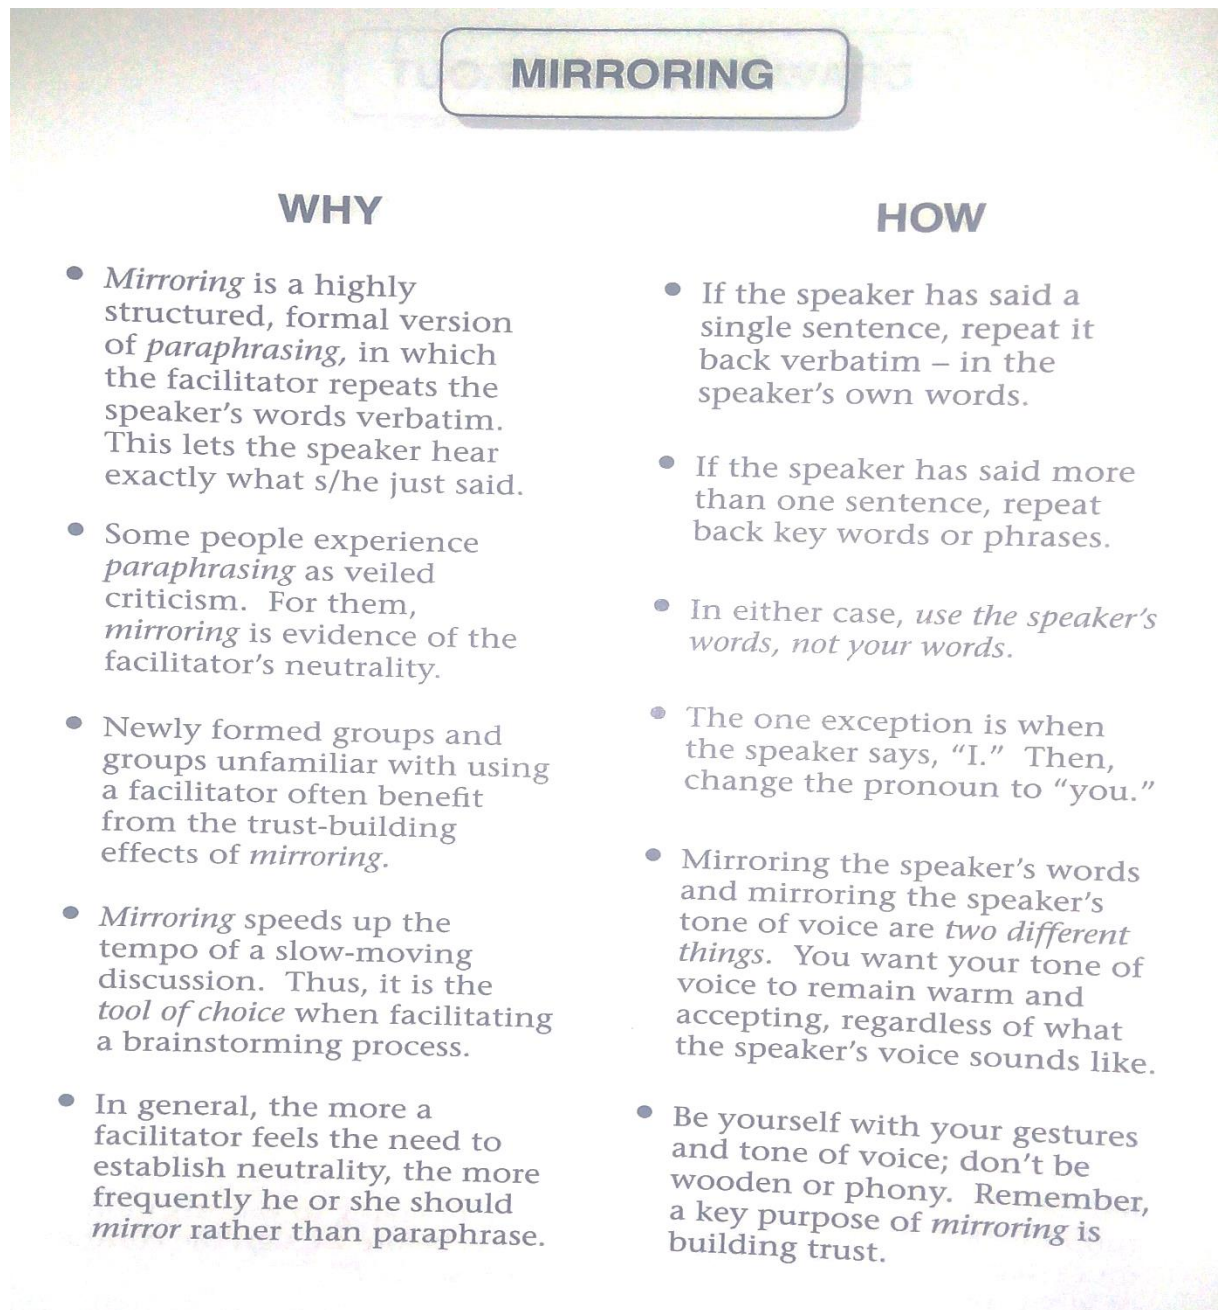 MIRRORING
WHY
• Mirroring is a highly
structured, formal version
of paraphrasing, in which
the facilitator repeats the
speaker's words verbatim.
This lets the speaker hear
exactly what s/he just said.
• Some people experience
paraphrasing as veiled
criticism.  For them,
mirroring is evidence of the
facilitator's neutrality.
• Newly formed groups and
groups unfamiliar with using
a facilitator often benefit
from the trust-building
effects of mirroring.
• Mirroring speeds up the
tempo of a slow-moving
discussion.  Thus, it is the
tool of choice when facilitating
a brainstorming process.
• In general, the more a
facilitator feels the need to
establish neutrality, the more
frequently he or she should
mirror rather than paraphrase.
HOW
• If the speaker has said a
single sentence, repeat it
back verbatim – in the
speaker's own words.
• If the speaker has said more
than one sentence, repeat
back key words or phrases.
• In either case, use the speaker's
words, not your words.
• The one exception is when
the speaker says, “I.”  Then,
change the pronoun to “you.”
• Mirroring the speaker's words
and mirroring the speaker's
tone of voice are two different
things.  You want your tone of
voice to remain warm and
accepting, regardless of what
the speaker's voice sounds like.
• Be yourself with your gestures
and tone of voice; don't be
wooden or phony.  Remember,
a key purpose of mirroring is
building trust.